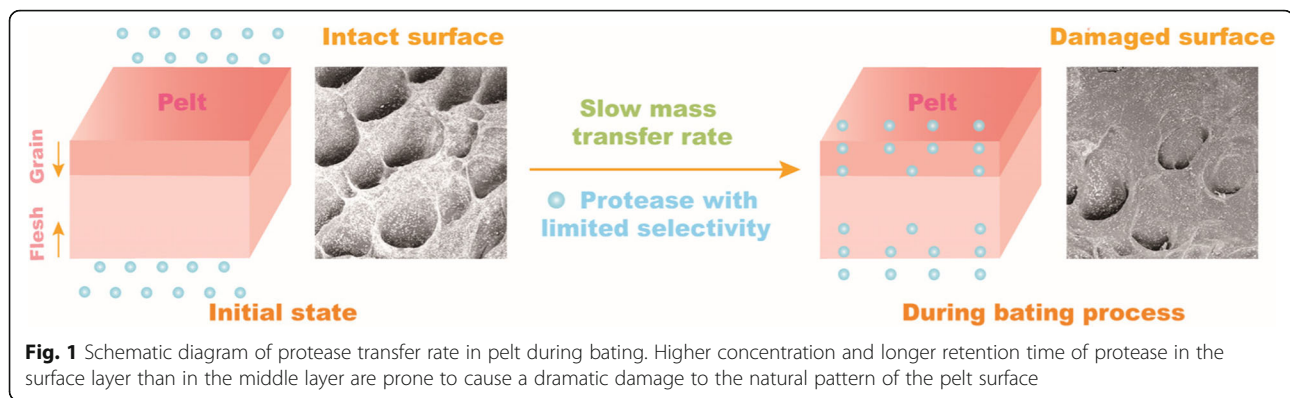 Intact surface
Damaged surface
Pelt
Slow mass
transfer rate
Pelt
Grain
Flesh
Protease with
limited selectivity
Initial state
During bating process
Fig. 1 Schematic diagram of protease transfer rate in pelt during bating. Higher concentration and longer retention time of protease in the
surface layer than in the middle layer are prone to cause a dramatic damage to the natural pattern of the pelt surface